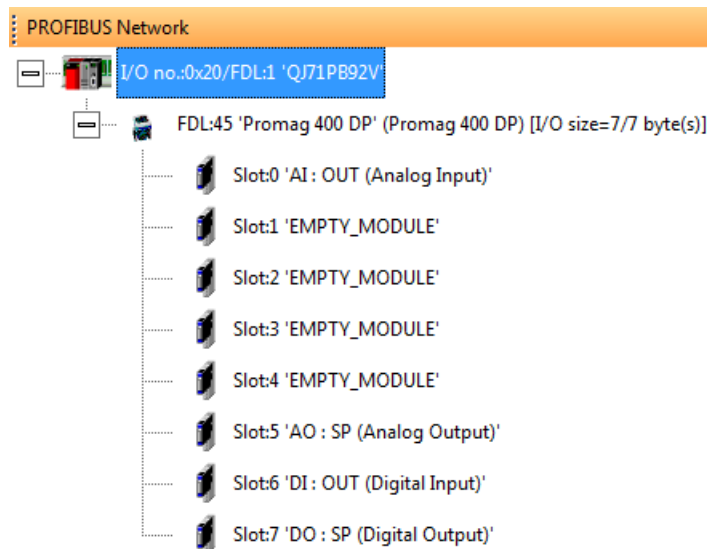 PROFIBUS Network
I/O no.:0x20/FDL:1 'QJ71PB92V'
FDL:45 'Promag 400 DP' (Promag 400 DP) [I/O size=7/7 byte(s)]
Slot:0 'AI : OUT (Analog Input)'
Slot:1 'EMPTY_MODULE'
Slot:2 'EMPTY_MODULE'
Slot:3 'EMPTY_MODULE'
Slot:4 'EMPTY_MODULE'
Slot:5 'AO : SP (Analog Output)'
Slot:6 'DI : OUT (Digital Input)'
Slot:7 'DO : SP (Digital Output)'